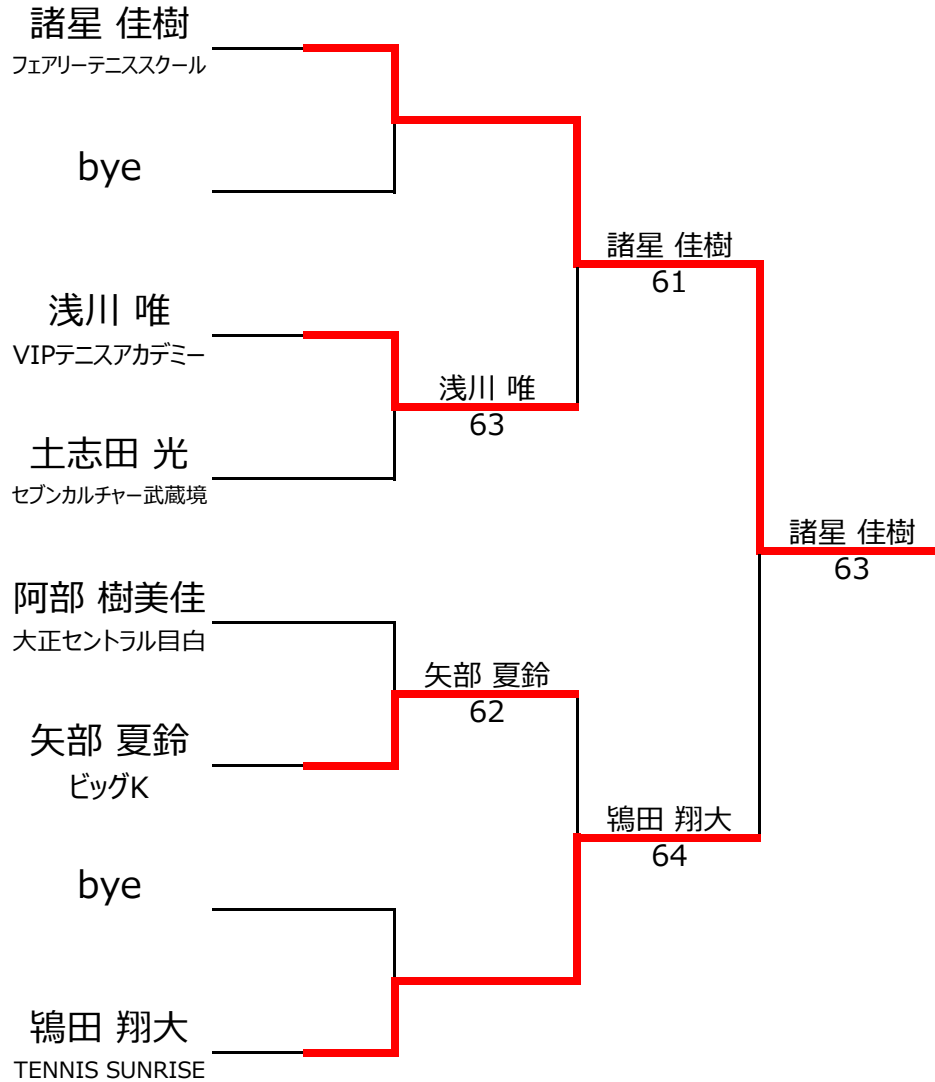 諸星 佳樹
フェアリーテニススクール
bye
浅川 唯
VIPテニスアカデミー
土志田 光
セブンカルチャー武蔵境
阿部 樹美佳
大正セントラル目白
矢部 夏鈴
ビッグK
bye
鴇田 翔大
TENNIS SUNRISE
浅川 唯
63
矢部 夏鈴
62
諸星 佳樹
61
鴇田 翔大
64
諸星 佳樹
63